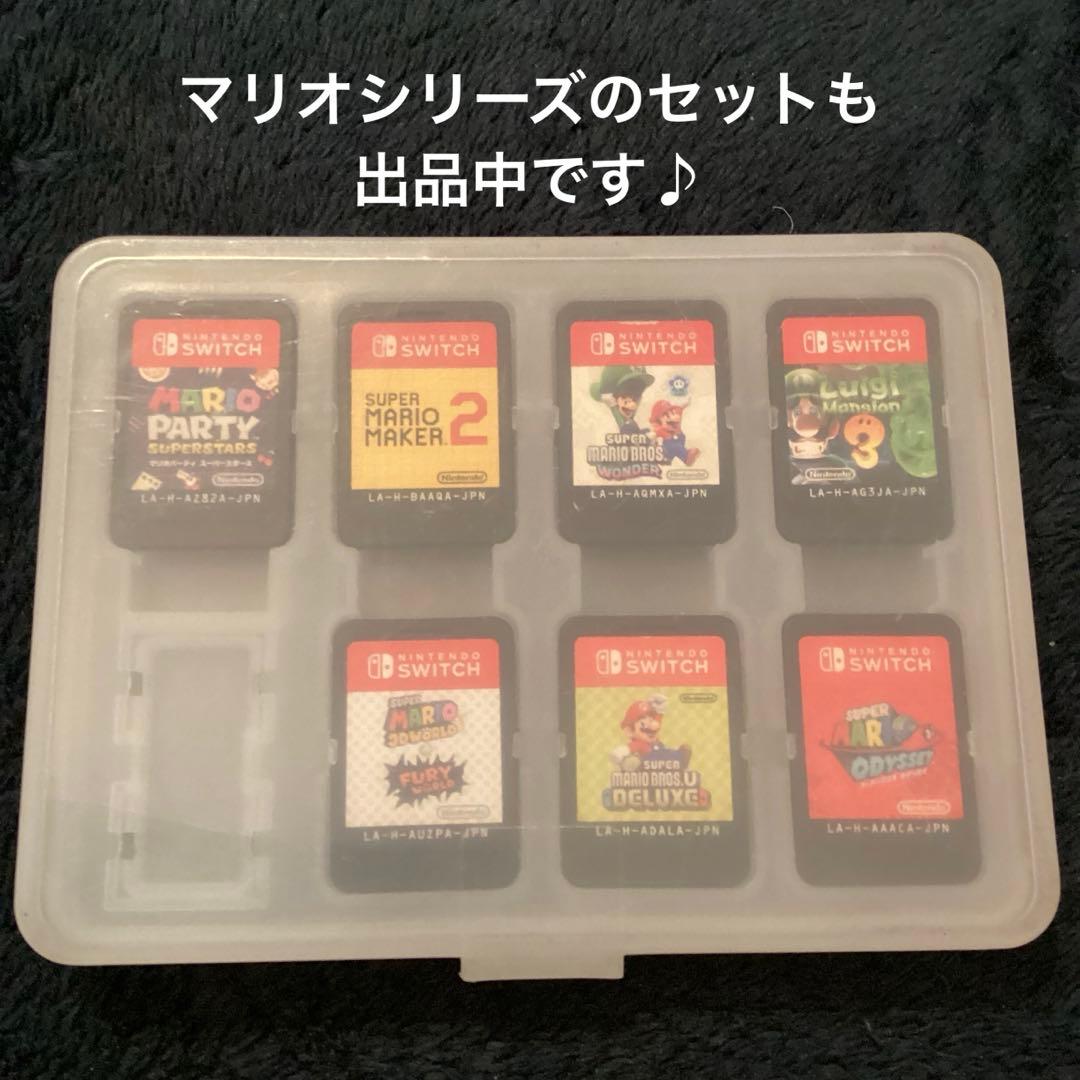 マリオシリーズのセットも
出品中です♪
NINTENDO
SWITCH
MARIO
PARTY
SUPERSTARS
マリオパーティ スーパースターズ
Nintendo
LA-H-AZ82A-JPN
NINTENDO
SWITCH
SUPER
MARIO
MAKER 2
Nintendo
LA-H-BAAQA-JPN
NINTENDO
SWITCH
SUPER
MARIO BROS.
WONDER
Nintendo
LA-H-AQMXA-JPN
NINTENDO
SWITCH
Luigi
Mansion
3
Nintendo
LA-H-AG3JA-JPN
NINTENDO
SWITCH
SUPER
MARIO
3D WORLD
FURY
WORLD
Nintendo
LA-H-AUZPA-JPN
NINTENDO
SWITCH
Nintendo
SUPER
MARIO BROS.U
DELUXE
LA-H-ADALA-JPN
NINTENDO
SWITCH
SUPER
MARIO
ODYSSEY
Nintendo
LA-H-AAACA-JPN